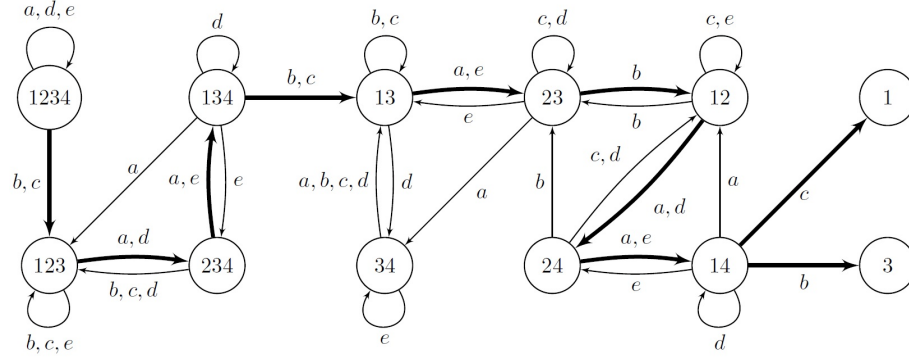 a, d, e
d
b, c
c, d
c, e
1234
134
b, c
13
a, e
e
23
b
b
12
1
b, c
a
a, e
e
a, b, c, d
d
a
b
c, d
a, d
a
c
123
a, d
b, c, d
234
34
24
a, e
e
14
b
3
b, c, e
e
d